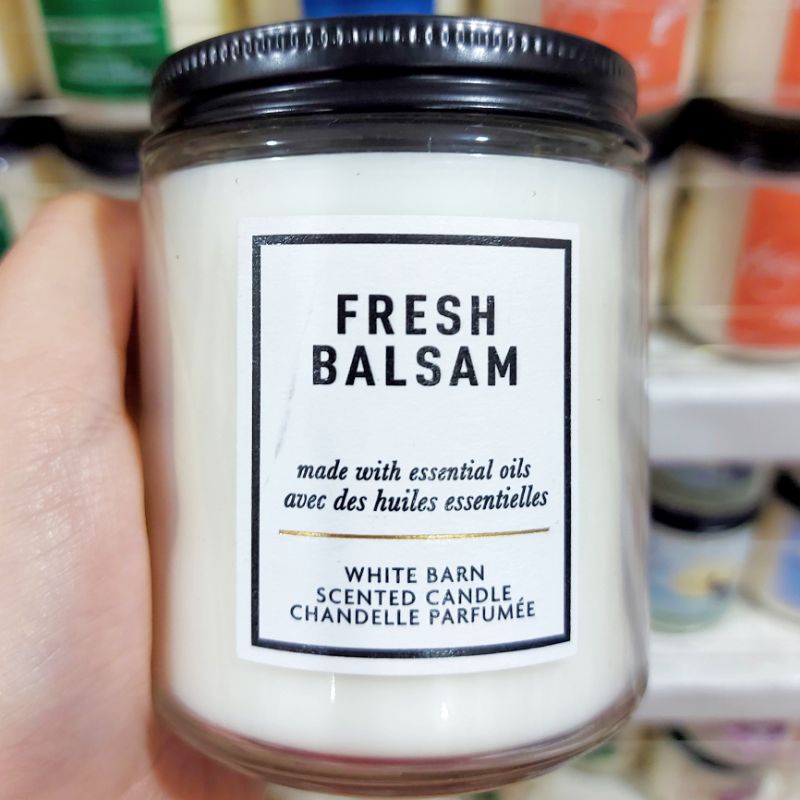 FRESH
BALSAM
made with essential oils
avec des huiles essentielles
WHITE BARN
SCENTED CANDLE
CHANDELLE PARFUMÉE